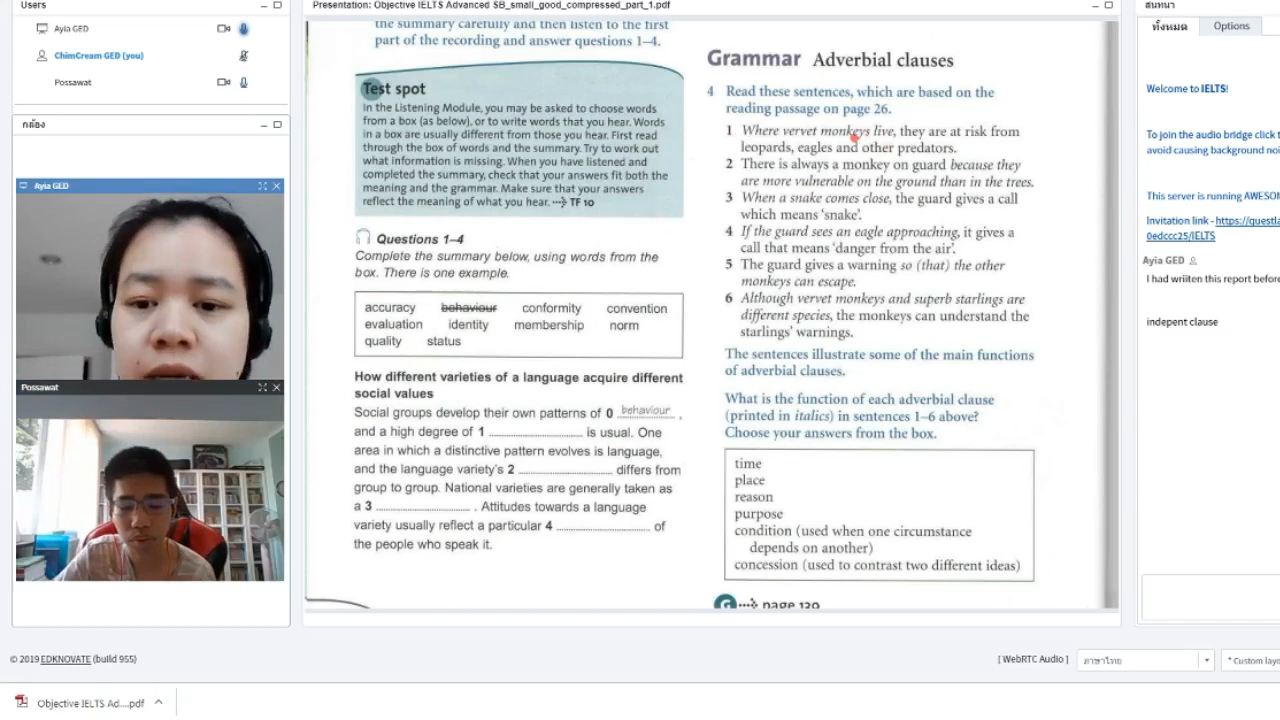 Users
Ayia GED
ChimCream GED (you)
Possawat
กล้อง
Ayia GED
Possawat
Presentation: Objective IELTS Advanced SB_small_good_compressed_part_1.pdf
the summary carefully and then listen to the first
part of the recording and answer questions 1–4.
Test spot
In the Listening Module, you may be asked to choose words
from a box (as below), or to write words that you hear. Words
in a box are usually different from those you hear. First read
through the box of words and the summary. Try to work out
what information is missing. When you have listened and
completed the summary, check that your answers fit both the
meaning and the grammar. Make sure that your answers
reflect the meaning of what you hear. ···> TF 10
Questions 1–4
Complete the summary below, using words from the
box. There is one example.
accuracy behaviour conformity convention
evaluation identity membership norm
quality status
How different varieties of a language acquire different
social values
Social groups develop their own patterns of 0 behaviour ,
and a high degree of 1 .............................. is usual. One
area in which a distinctive pattern evolves is language,
and the language variety's 2 .............................. differs from
group to group. National varieties are generally taken as
a 3 .............................. . Attitudes towards a language
variety usually reflect a particular 4 .............................. of
the people who speak it.
Grammar Adverbial clauses
4 Read these sentences, which are based on the
reading passage on page 26.
1 Where vervet monkeys live, they are at risk from
leopards, eagles and other predators.
2 There is always a monkey on guard because they
are more vulnerable on the ground than in the trees.
3 When a snake comes close, the guard gives a call
which means 'snake'.
4 If the guard sees an eagle approaching, it gives a
call that means 'danger from the air'.
5 The guard gives a warning so (that) the other
monkeys can escape.
6 Although vervet monkeys and superb starlings are
different species, the monkeys can understand the
starlings' warnings.
The sentences illustrate some of the main functions
of adverbial clauses.
What is the function of each adverbial clause
(printed in italics) in sentences 1–6 above?
Choose your answers from the box.
time
place
reason
purpose
condition (used when one circumstance
depends on another)
concession (used to contrast two different ideas)
G ···> page 139
สนทนา
ทั้งหมด Options
Welcome to IELTS!
To join the audio bridge click t
avoid causing background noi
This server is running AWESO
Invitation link - https://questla
0edccc25/IELTS
Ayia GED
I had wriiten this report before
indepent clause
© 2019 EDKNOVATE (build 955)
[ WebRTC Audio ] ภาษาไทย * Custom layo
Objective IELTS Ad....pdf